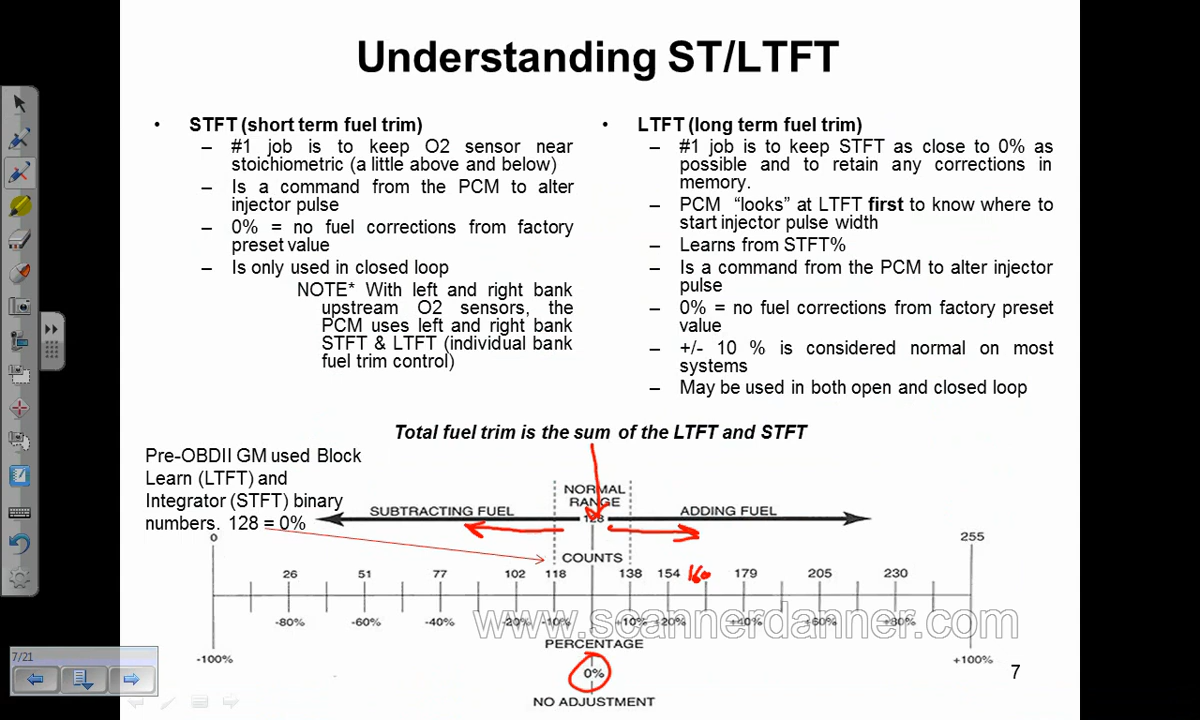 Understanding ST/LTFT
• STFT (short term fuel trim)
– #1 job is to keep O2 sensor near
stoichiometric (a little above and below)
– Is a command from the PCM to alter
injector pulse
– 0% = no fuel corrections from factory
preset value
– Is only used in closed loop
NOTE* With left and right bank
upstream O2 sensors, the
PCM uses left and right bank
STFT & LTFT (individual bank
fuel trim control)
• LTFT (long term fuel trim)
– #1 job is to keep STFT as close to 0% as
possible and to retain any corrections in
memory.
– PCM “looks” at LTFT first to know where to
start injector pulse width
– Learns from STFT%
– Is a command from the PCM to alter injector
pulse
– 0% = no fuel corrections from factory preset
value
– +/- 10 % is considered normal on most
systems
– May be used in both open and closed loop
Total fuel trim is the sum of the LTFT and STFT
Pre-OBDII GM used Block
Learn (LTFT) and
Integrator (STFT) binary
numbers. 128 = 0%
NORMAL
RANGE
SUBTRACTING FUEL 128 ADDING FUEL
0 COUNTS 255
26 51 77 102 118 138 154 160 179 205 230
-80% -60% -40% -20% -10% +10% +20% +40% +60% +80%
www.scannerdanner.com
PERCENTAGE
-100% 0% +100%
NO ADJUSTMENT
7
7/21